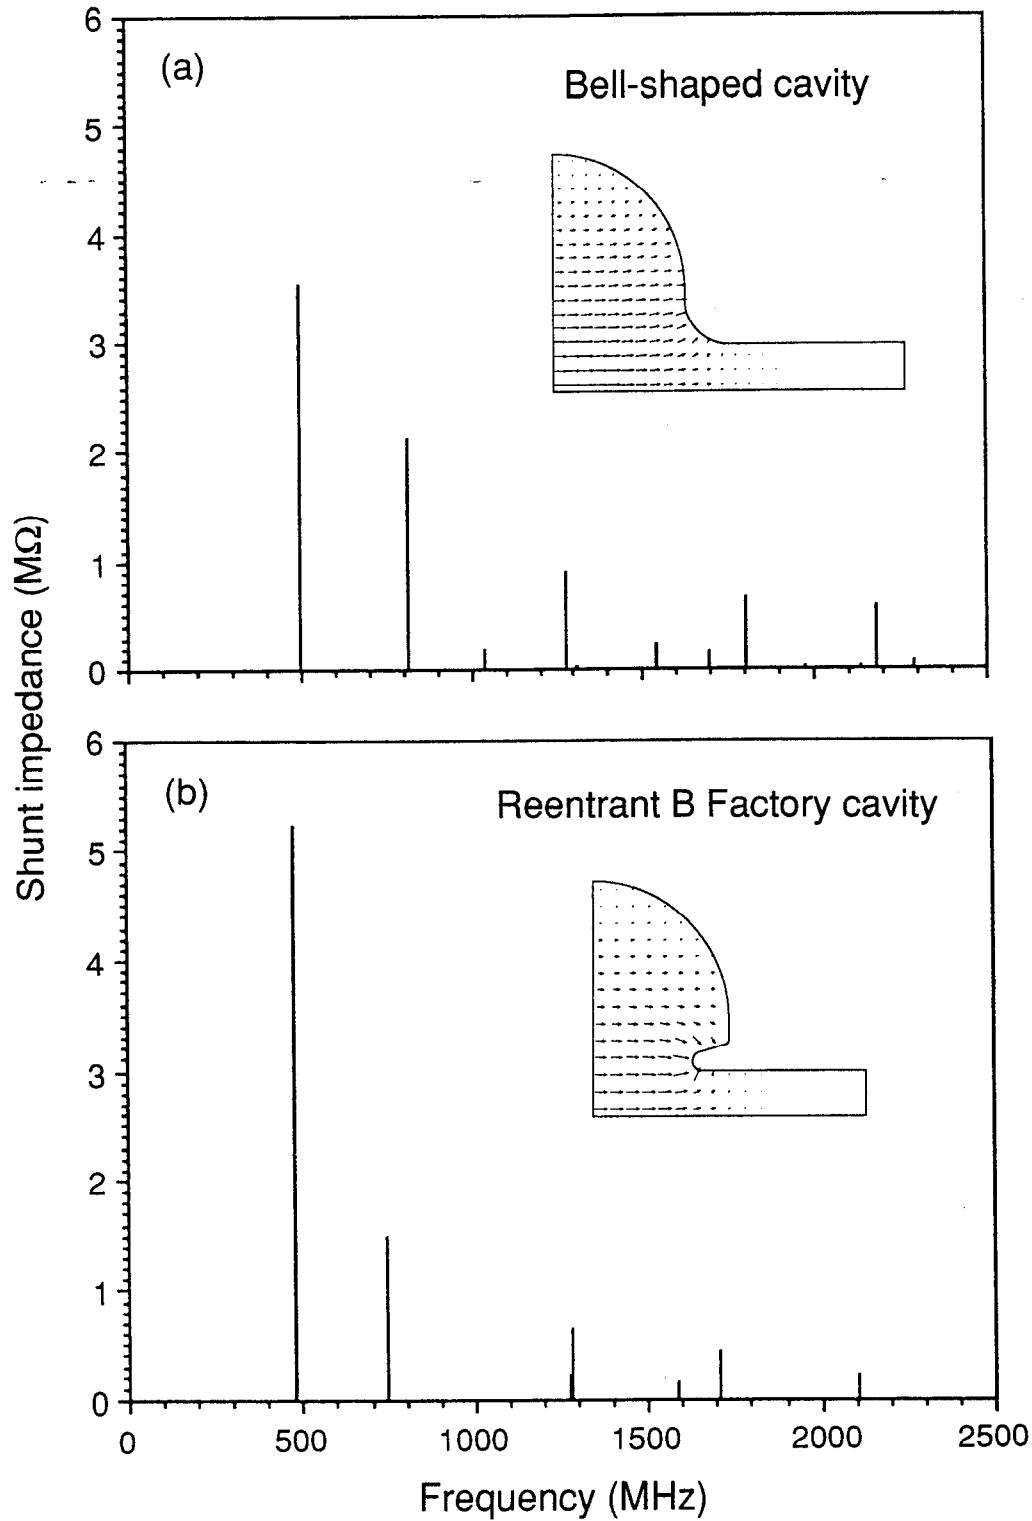 6
(a)
Bell-shaped cavity
5
4
3
2
1
0
Shunt impedance (MΩ)
6
(b)
Reentrant B Factory cavity
5
4
3
2
1
0
0 500 1000 1500 2000 2500
Frequency (MHz)